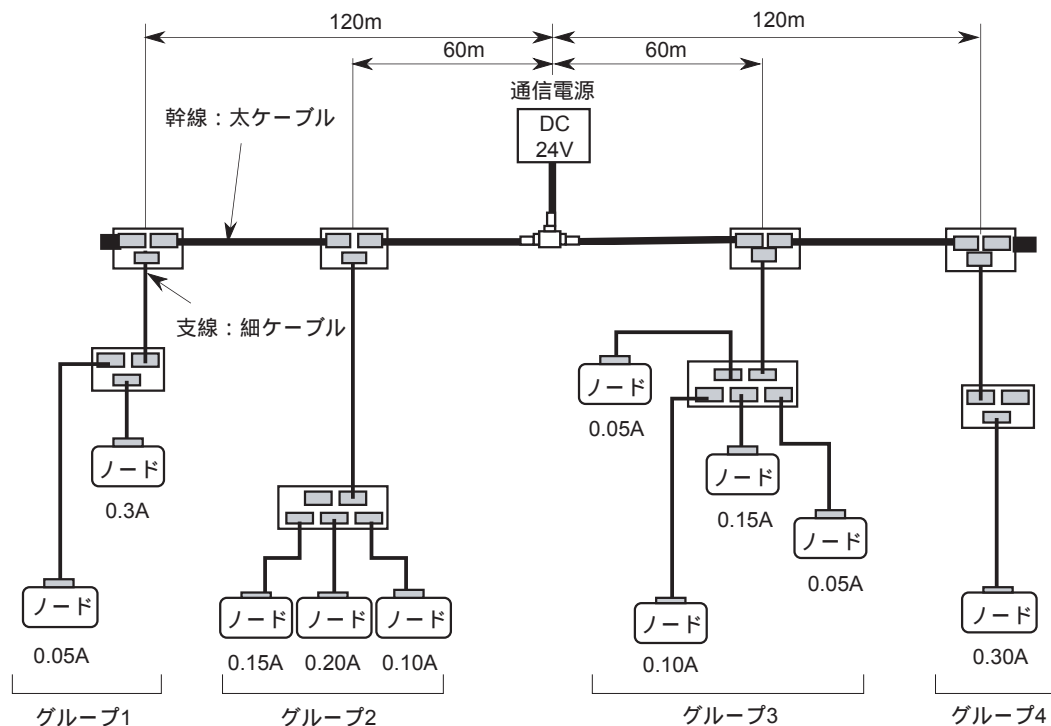 120m
120m
60m
60m
通信電源
DC
24V
幹線：太ケーブル
支線：細ケーブル
ノード
0.3A
ノード
0.05A
ノード
0.15A
ノード
0.20A
ノード
0.10A
ノード
0.05A
ノード
0.15A
ノード
0.05A
ノード
0.10A
ノード
0.30A
グループ1
グループ2
グループ3
グループ4